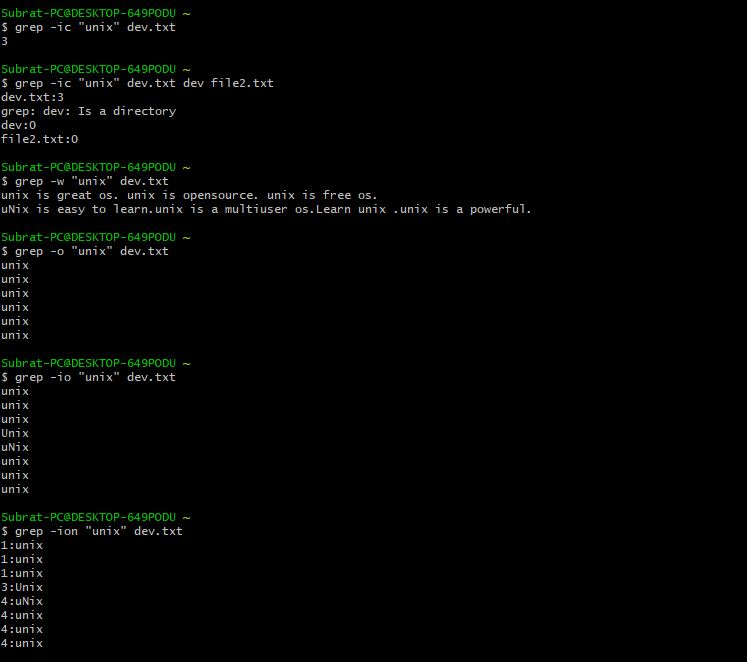 Subrat-PC@DESKTOP-649PODU ~
$ grep -ic "unix" dev.txt
3
Subrat-PC@DESKTOP-649PODU ~
$ grep -ic "unix" dev.txt dev file2.txt
dev.txt:3
grep: dev: Is a directory
dev:0
file2.txt:0
Subrat-PC@DESKTOP-649PODU ~
$ grep -w "unix" dev.txt
unix is great os. unix is opensource. unix is free os.
uNix is easy to learn.unix is a multiuser os.Learn unix .unix is a powerful.
Subrat-PC@DESKTOP-649PODU ~
$ grep -o "unix" dev.txt
unix
unix
unix
unix
unix
unix
Subrat-PC@DESKTOP-649PODU ~
$ grep -io "unix" dev.txt
unix
unix
unix
Unix
uNix
unix
unix
unix
Subrat-PC@DESKTOP-649PODU ~
$ grep -ion "unix" dev.txt
1:unix
1:unix
1:unix
3:Unix
4:uNix
4:unix
4:unix
4:unix